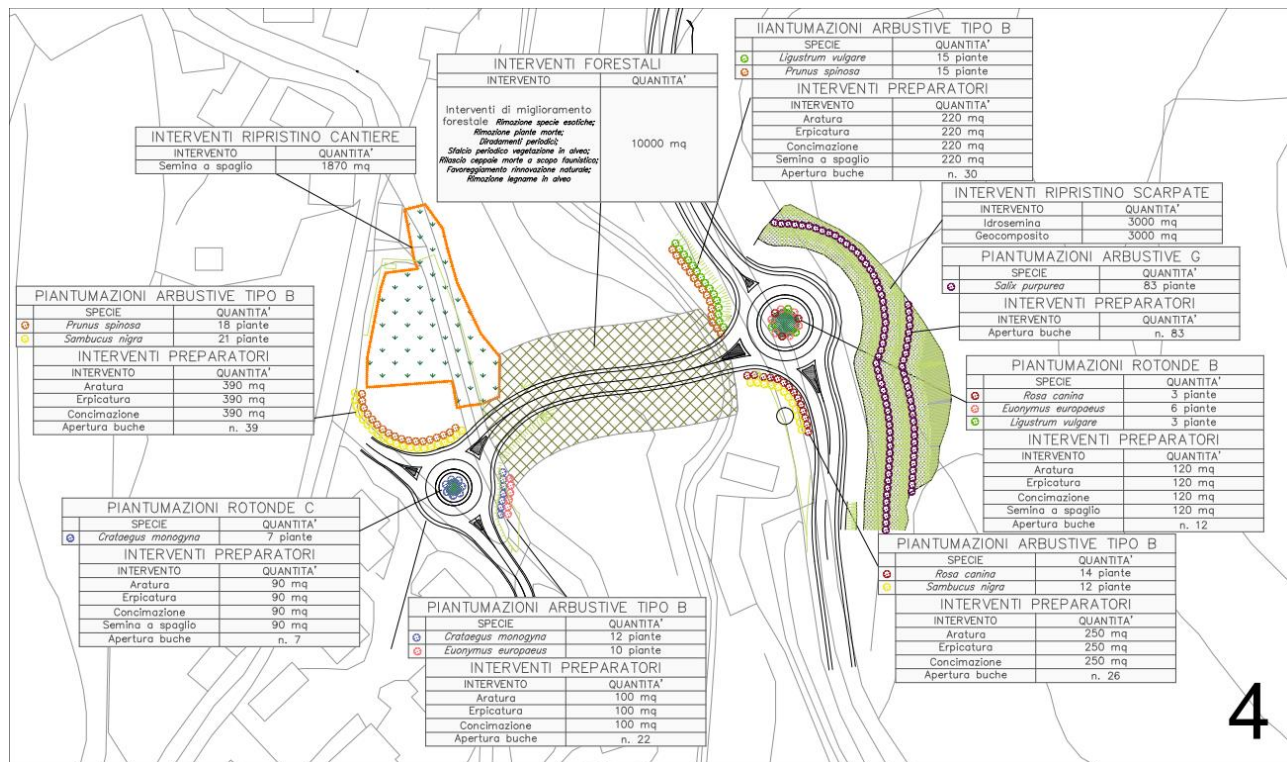 INTERVENTI RIPRISTINO CANTIERE
INTERVENTO QUANTITA'
Semina a spaglio 1870 mq
INTERVENTI FORESTALI
INTERVENTO QUANTITA'
Interventi di miglioramento
forestale Rimozione specie esotiche;
Rimozione piante morte;
Diradamenti periodici;
Sfalcio periodico vegetazione in alveo;
Rilascio ceppaie morte a scopo faunistico;
Favoreggiamento rinnovazione naturale;
Rimozione legname in alveo
10000 mq
IIANTUMAZIONI ARBUSTIVE TIPO B
SPECIE QUANTITA'
Ligustrum vulgare 15 piante
Prunus spinosa 15 piante
INTERVENTI PREPARATORI
INTERVENTO QUANTITA'
Aratura 220 mq
Erpicatura 220 mq
Concimazione 220 mq
Semina a spaglio 220 mq
Apertura buche n. 30
INTERVENTI RIPRISTINO SCARPATE
INTERVENTO QUANTITA'
Idrosemina 3000 mq
Geocomposito 3000 mq
PIANTUMAZIONI ARBUSTIVE G
SPECIE QUANTITA'
Salix purpurea 83 piante
INTERVENTI PREPARATORI
INTERVENTO QUANTITA'
Apertura buche n. 83
PIANTUMAZIONI ARBUSTIVE TIPO B
SPECIE QUANTITA'
Prunus spinosa 18 piante
Sambucus nigra 21 piante
INTERVENTI PREPARATORI
INTERVENTO QUANTITA'
Aratura 390 mq
Erpicatura 390 mq
Concimazione 390 mq
Apertura buche n. 39
PIANTUMAZIONI ROTONDE B
SPECIE QUANTITA'
Rosa canina 3 piante
Euonymus europaeus 6 piante
Ligustrum vulgare 3 piante
INTERVENTI PREPARATORI
INTERVENTO QUANTITA'
Aratura 120 mq
Erpicatura 120 mq
Concimazione 120 mq
Semina a spaglio 120 mq
Apertura buche n. 12
PIANTUMAZIONI ROTONDE C
SPECIE QUANTITA'
Crataegus monogyna 7 piante
INTERVENTI PREPARATORI
INTERVENTO QUANTITA'
Aratura 90 mq
Erpicatura 90 mq
Concimazione 90 mq
Semina a spaglio 90 mq
Apertura buche n. 7
PIANTUMAZIONI ARBUSTIVE TIPO B
SPECIE QUANTITA'
Crataegus monogyna 12 piante
Euonymus europaeus 10 piante
INTERVENTI PREPARATORI
INTERVENTO QUANTITA'
Aratura 100 mq
Erpicatura 100 mq
Concimazione 100 mq
Apertura buche n. 22
PIANTUMAZIONI ARBUSTIVE TIPO B
SPECIE QUANTITA'
Rosa canina 14 piante
Sambucus nigra 12 piante
INTERVENTI PREPARATORI
INTERVENTO QUANTITA'
Aratura 250 mq
Erpicatura 250 mq
Concimazione 250 mq
Apertura buche n. 26
4